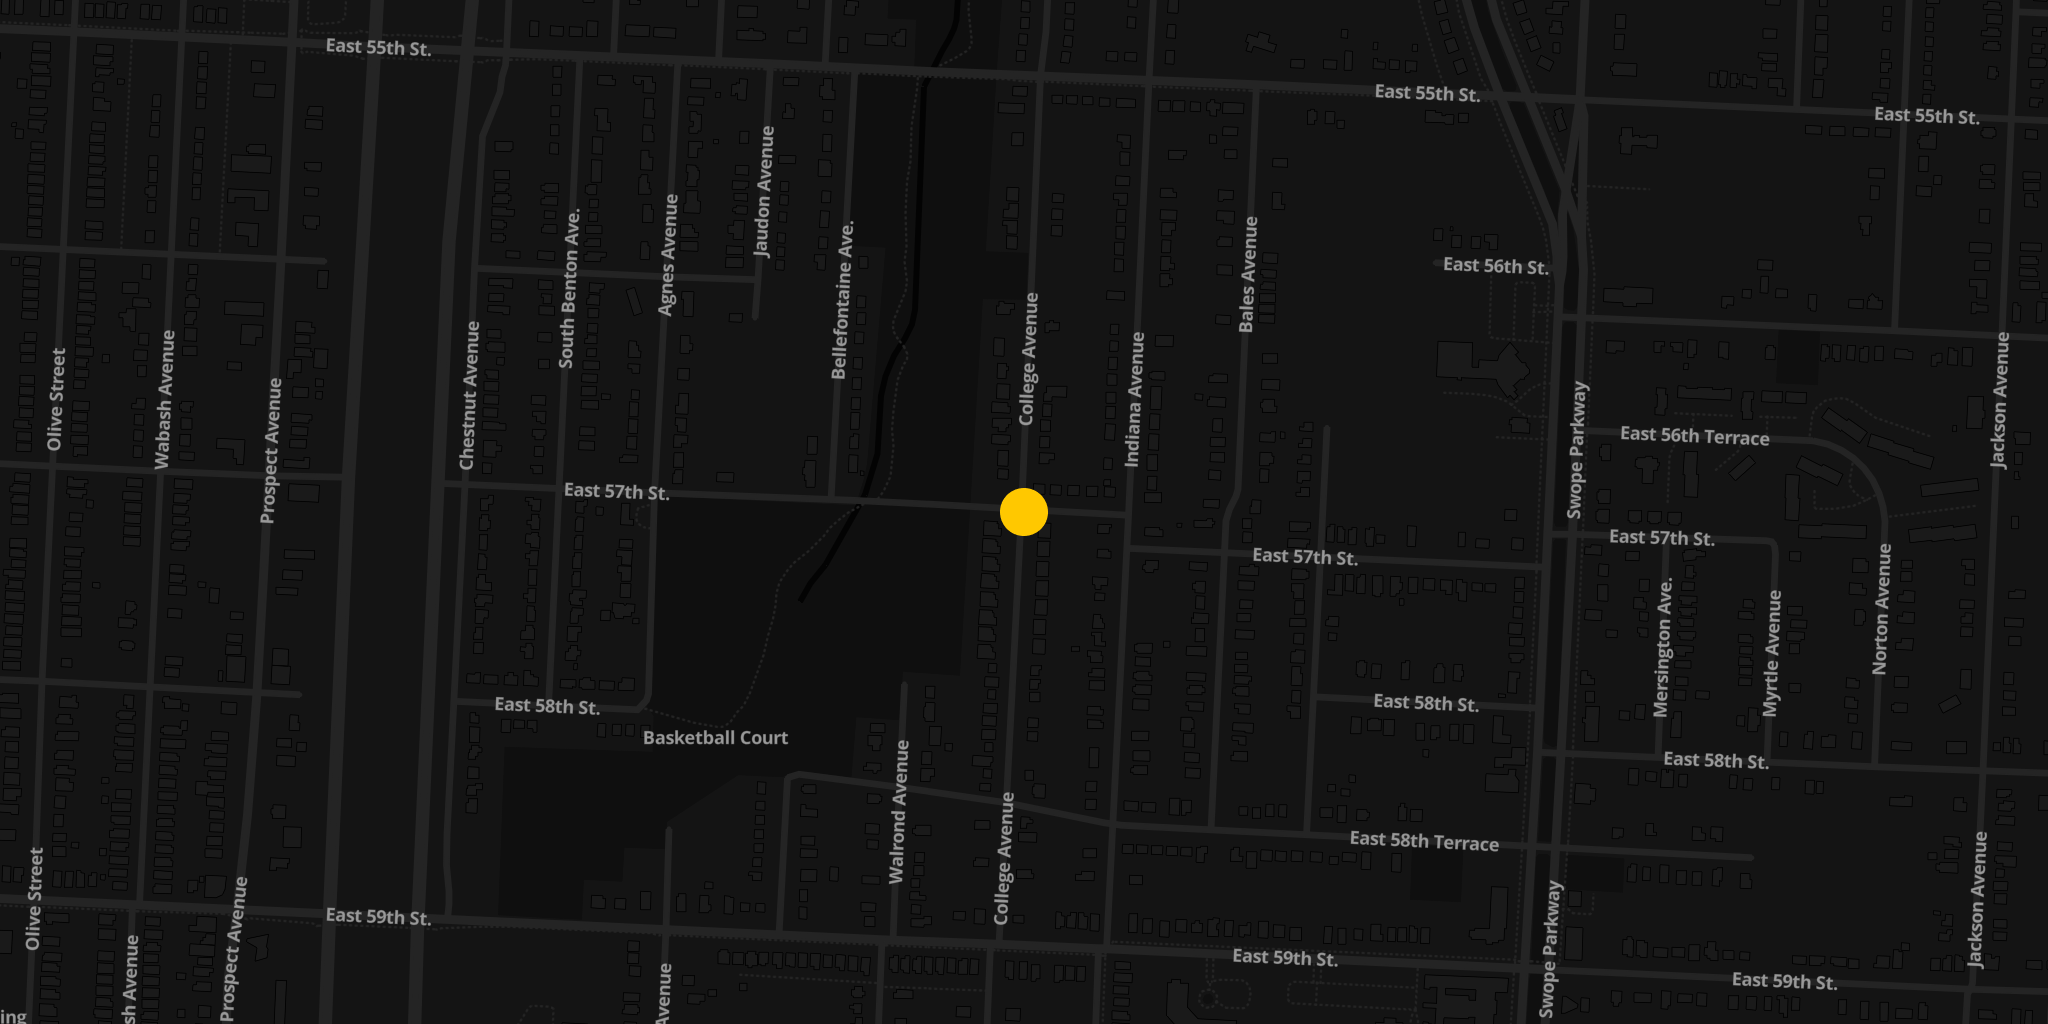 East 55th St.
East 55th St.
East 55th St.
Jaudon Avenue
Agnes Avenue
South Benton Ave.
Bellefontaine Ave.
Bales Avenue
East 56th St.
College Avenue
Chestnut Avenue
Olive Street
Wabash Avenue
Prospect Avenue
Indiana Avenue
Swope Parkway
Jackson Avenue
East 56th Terrace
East 57th St.
East 57th St.
East 57th St.
Mersington Ave.
Myrtle Avenue
Norton Avenue
East 58th St.
East 58th St.
East 58th St.
Basketball Court
Walrond Avenue
College Avenue
East 58th Terrace
Olive Street
Prospect Avenue
East 59th St.
East 59th St.
East 59th St.
Swope Parkway
Jackson Avenue
sh Avenue
Avenue
ing